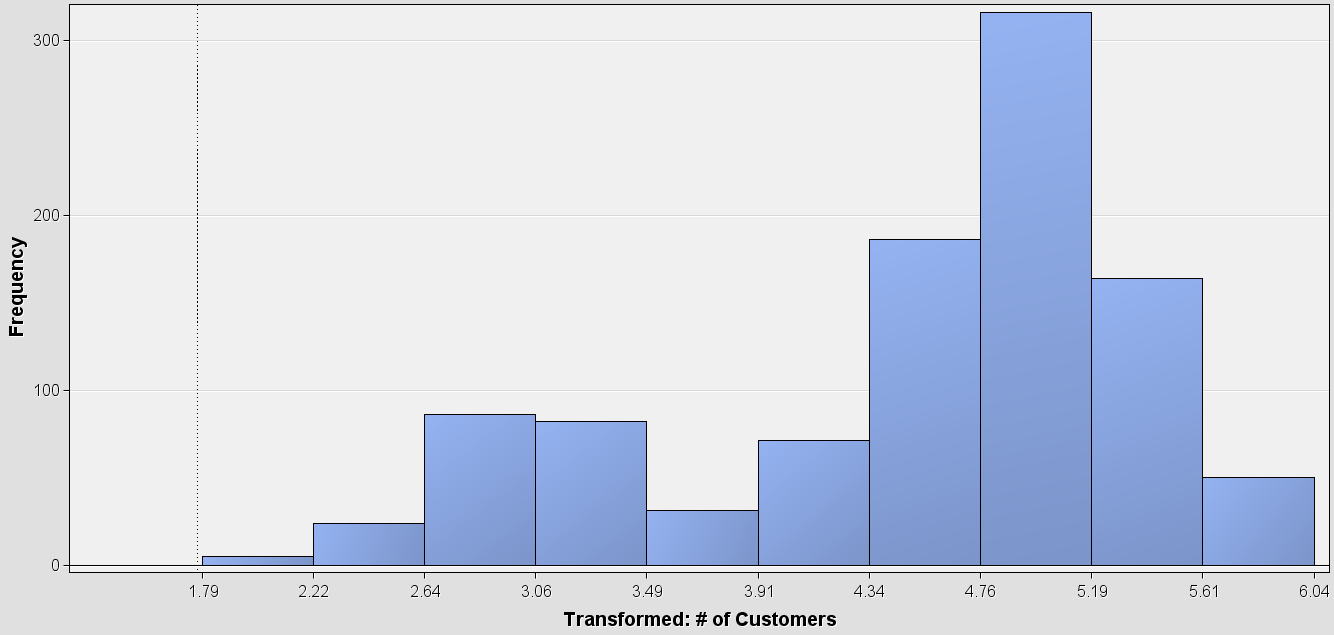 300
200
100
0
Frequency
1.79 2.22 2.64 3.06 3.49 3.91 4.34 4.76 5.19 5.61 6.04
Transformed: # of Customers